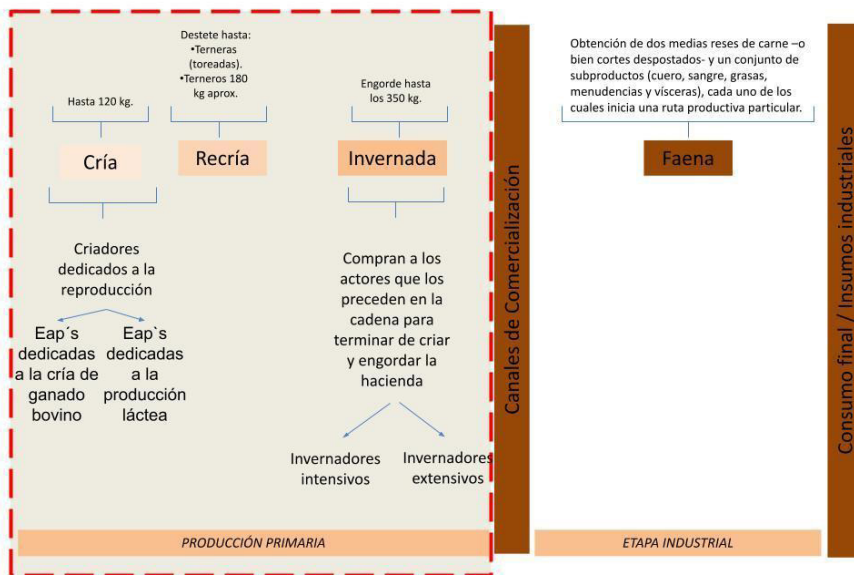 Destete hasta:
•Terneras
(toreadas).
•Terneros 180
kg aprox.
Hasta 120 kg.
Engorde hasta
los 350 kg.
Obtención de dos medias reses de carne –o
bien cortes despostados- y un conjunto de
subproductos (cuero, sangre, grasas,
menudencias y vísceras), cada uno de los
cuales inicia una ruta productiva particular.
Cría
Recría
Invernada
Faena
Criadores
dedicados a la
reproducción
Eap´s
dedicadas
a la cría de
ganado
bovino
Eap`s
dedicadas
a la
producción
láctea
Compran a los
actores que los
preceden en la
cadena para
terminar de criar
y engordar la
hacienda
Invernadores
intensivos
Invernadores
extensivos
Canales de Comercialización
Consumo final / Insumos industriales
PRODUCCIÓN PRIMARIA
ETAPA INDUSTRIAL